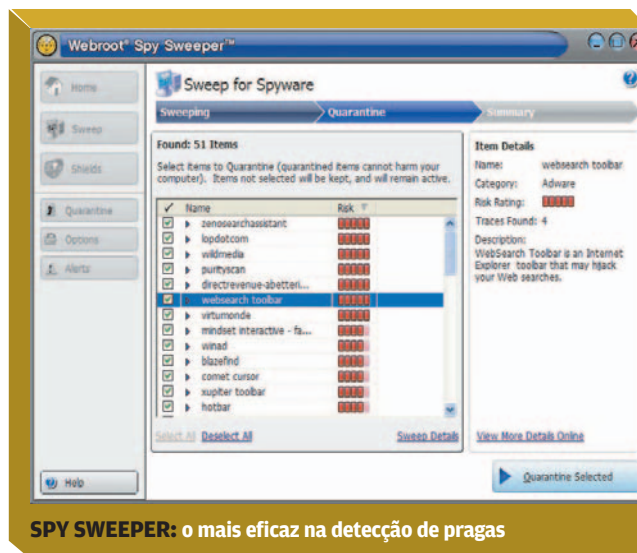 Webroot® Spy Sweeper™
Home
Sweep
Shields
Quarantine
Options
Alerts
Help
Sweep for Spyware
Sweeping
Quarantine
Summary
Found: 51 Items
Select items to Quarantine (quarantined items cannot harm your
computer). Items not selected will be kept, and will remain active.
Name Risk
zenosearchassistant
lopdotcom
wildmedia
purityscan
directrevenue-abetteri...
websearch toolbar
virtumonde
mindset interactive - fa...
winad
blazefind
comet cursor
xupiter toolbar
hotbar
Select All Deselect All Sweep Details
Item Details
Name: websearch toolbar
Category: Adware
Risk Rating:
Traces Found: 4
Description:
WebSearch Toolbar is an Internet
Explorer toolbar that may hijack
your Web searches.
View More Details Online
Quarantine Selected
SPY SWEEPER: o mais eficaz na detecção de pragas